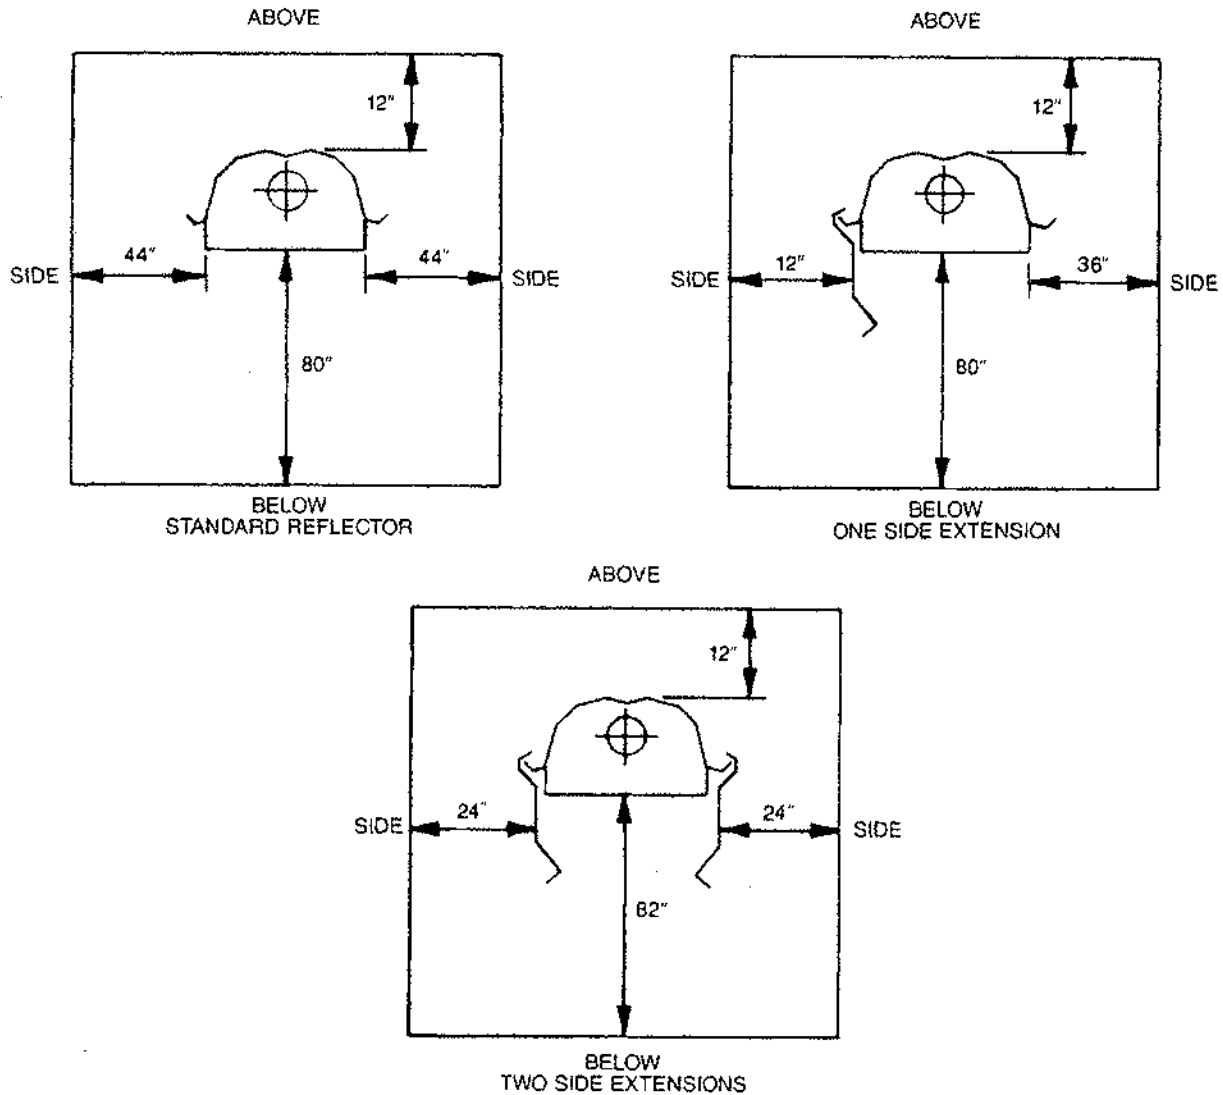 ABOVE
12"
44"
44"
SIDE
SIDE
80"
BELOW
STANDARD REFLECTOR
ABOVE
12"
12"
36"
SIDE
SIDE
80"
BELOW
ONE SIDE EXTENSION
ABOVE
12"
24"
24"
SIDE
SIDE
82"
BELOW
TWO SIDE EXTENSIONS